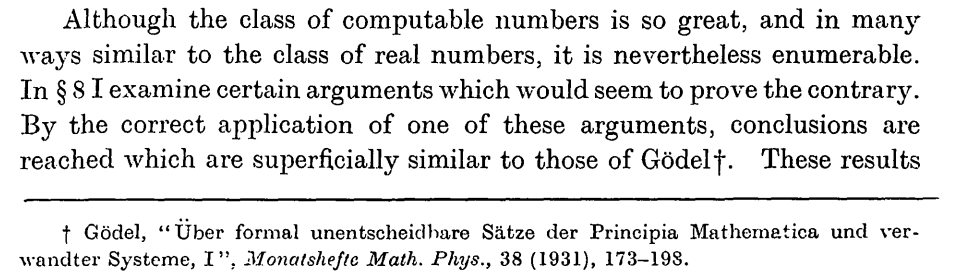 Although the class of computable numbers is so great, and in many
ways similar to the class of real numbers, it is nevertheless enumerable.
In § 8 I examine certain arguments which would seem to prove the contrary.
By the correct application of one of these arguments, conclusions are
reached which are superficially similar to those of Gödel†. These results
† Gödel, "Über formal unentscheidbare Sätze der Principia Mathematica und ver-
wandter Systeme, I", Monatshefte Math. Phys., 38 (1931), 173–198.